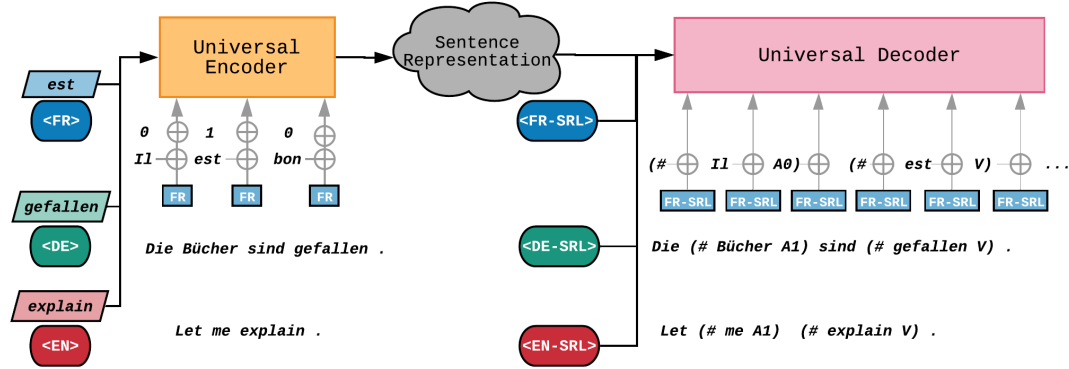 Universal
Encoder
Sentence
Representation
Universal Decoder
est
<FR>
0 1 0
Il est bon
FR FR FR
<FR-SRL>
(# Il A0) (# est V) ...
FR-SRL FR-SRL FR-SRL FR-SRL FR-SRL FR-SRL
gefallen
<DE>
Die Bücher sind gefallen .
<DE-SRL>
Die (# Bücher A1) sind (# gefallen V) .
explain
<EN>
Let me explain .
<EN-SRL>
Let (# me A1) (# explain V) .